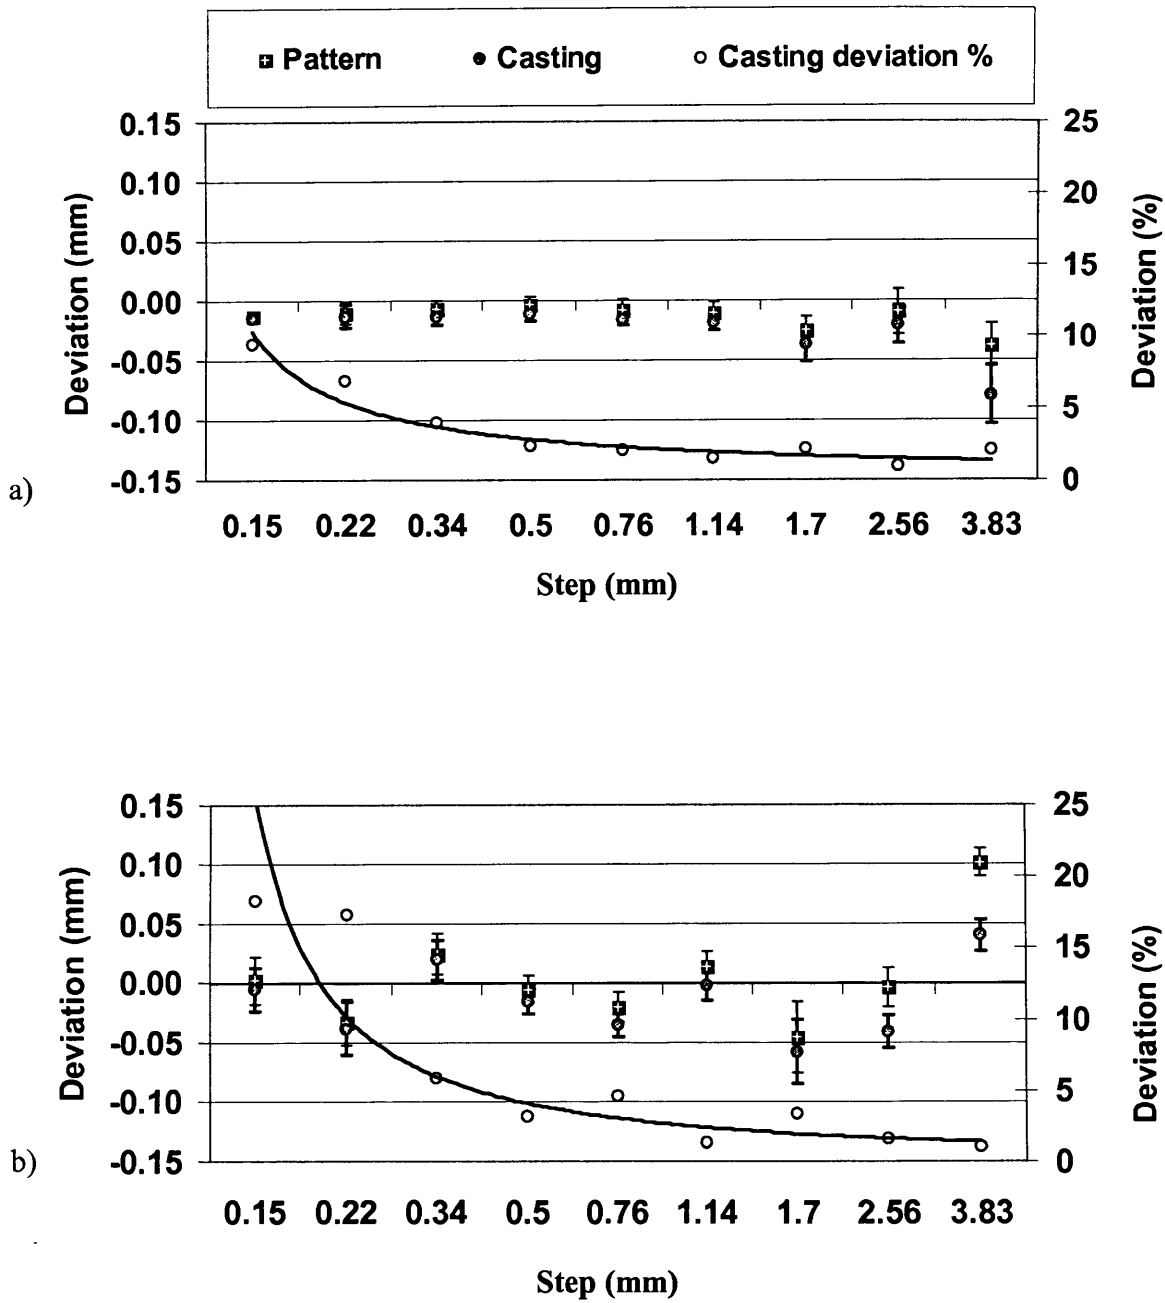 Pattern Casting Casting deviation %
0.15 25
0.10 20
0.05 15
0.00 10
-0.05 5
-0.10 0
-0.15
Deviation (mm)
Deviation (%)
a)
0.15 0.22 0.34 0.5 0.76 1.14 1.7 2.56 3.83
Step (mm)
0.15 25
0.10 20
0.05 15
0.00 10
-0.05 5
-0.10 0
-0.15
Deviation (mm)
Deviation (%)
b)
0.15 0.22 0.34 0.5 0.76 1.14 1.7 2.56 3.83
Step (mm)